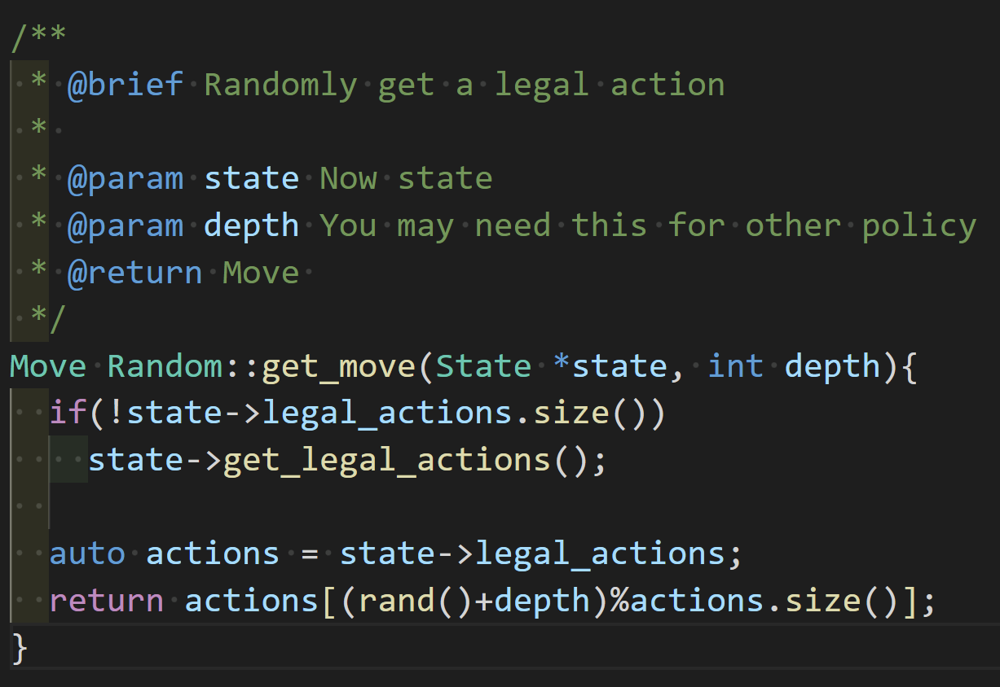 /**
 * @brief Randomly get a legal action
 * 
 * @param state Now state
 * @param depth You may need this for other policy
 * @return Move 
 */
Move Random::get_move(State *state, int depth){
  if(!state->legal_actions.size())
    state->get_legal_actions();
  
  auto actions = state->legal_actions;
  return actions[(rand()+depth)%actions.size()];
}